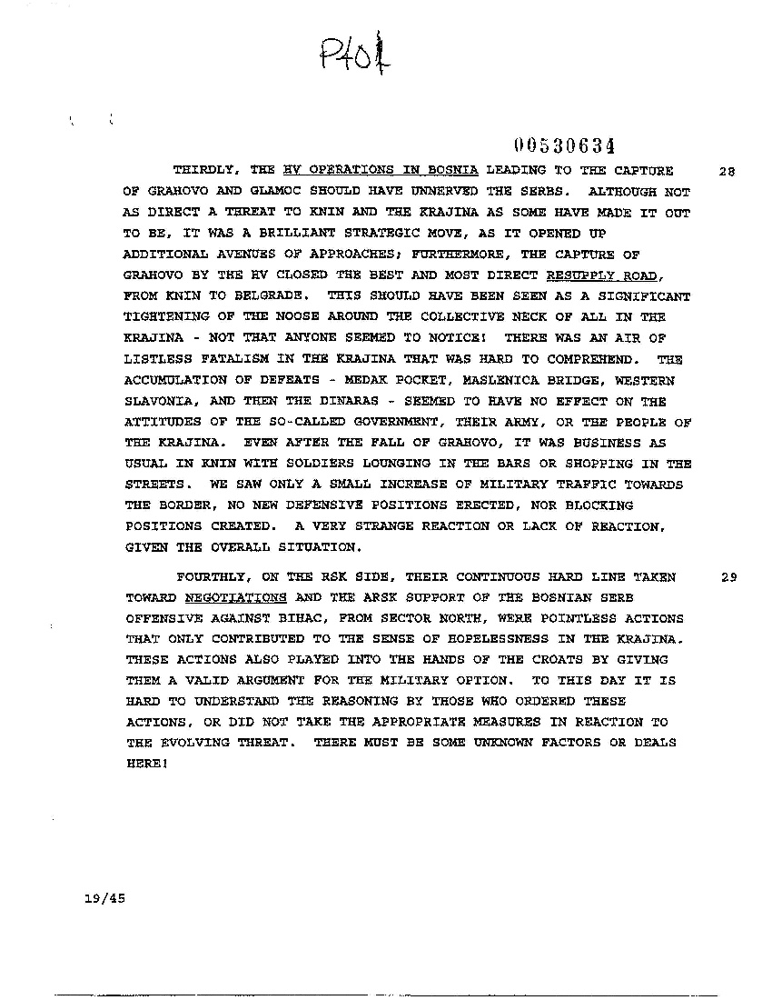 P401
00530634
THIRDLY, THE HV OPERATIONS IN BOSNIA LEADING TO THE CAPTURE 28
OF GRAHOVO AND GLAMOC SHOULD HAVE UNNERVED THE SERBS. ALTHOUGH NOT
AS DIRECT A THREAT TO KNIN AND THE KRAJINA AS SOME HAVE MADE IT OUT
TO BE, IT WAS A BRILLIANT STRATEGIC MOVE, AS IT OPENED UP
ADDITIONAL AVENUES OF APPROACHES; FURTHERMORE, THE CAPTURE OF
GRAHOVO BY THE HV CLOSED THE BEST AND MOST DIRECT RESUPPLY ROAD,
FROM KNIN TO BELGRADE. THIS SHOULD HAVE BEEN SEEN AS A SIGNIFICANT
TIGHTENING OF THE NOOSE AROUND THE COLLECTIVE NECK OF ALL IN THE
KRAJINA - NOT THAT ANYONE SEEMED TO NOTICE! THERE WAS AN AIR OF
LISTLESS FATALISM IN THE KRAJINA THAT WAS HARD TO COMPREHEND. THE
ACCUMULATION OF DEFEATS - MEDAK POCKET, MASLENICA BRIDGE, WESTERN
SLAVONIA, AND THEN THE DINARAS - SEEMED TO HAVE NO EFFECT ON THE
ATTITUDES OF THE SO-CALLED GOVERNMENT, THEIR ARMY, OR THE PEOPLE OF
THE KRAJINA. EVEN AFTER THE FALL OF GRAHOVO, IT WAS BUSINESS AS
USUAL IN KNIN WITH SOLDIERS LOUNGING IN THE BARS OR SHOPPING IN THE
STREETS. WE SAW ONLY A SMALL INCREASE OF MILITARY TRAFFIC TOWARDS
THE BORDER, NO NEW DEFENSIVE POSITIONS ERECTED, NOR BLOCKING
POSITIONS CREATED. A VERY STRANGE REACTION OR LACK OF REACTION,
GIVEN THE OVERALL SITUATION.
FOURTHLY, ON THE RSK SIDE, THEIR CONTINUOUS HARD LINE TAKEN 29
TOWARD NEGOTIATIONS AND THE ARSK SUPPORT OF THE BOSNIAN SERB
OFFENSIVE AGAINST BIHAC, FROM SECTOR NORTH, WERE POINTLESS ACTIONS
THAT ONLY CONTRIBUTED TO THE SENSE OF HOPELESSNESS IN THE KRAJINA.
THESE ACTIONS ALSO PLAYED INTO THE HANDS OF THE CROATS BY GIVING
THEM A VALID ARGUMENT FOR THE MILITARY OPTION. TO THIS DAY IT IS
HARD TO UNDERSTAND THE REASONING BY THOSE WHO ORDERED THESE
ACTIONS, OR DID NOT TAKE THE APPROPRIATE MEASURES IN REACTION TO
THE EVOLVING THREAT. THERE MUST BE SOME UNKNOWN FACTORS OR DEALS
HERE!
19/45